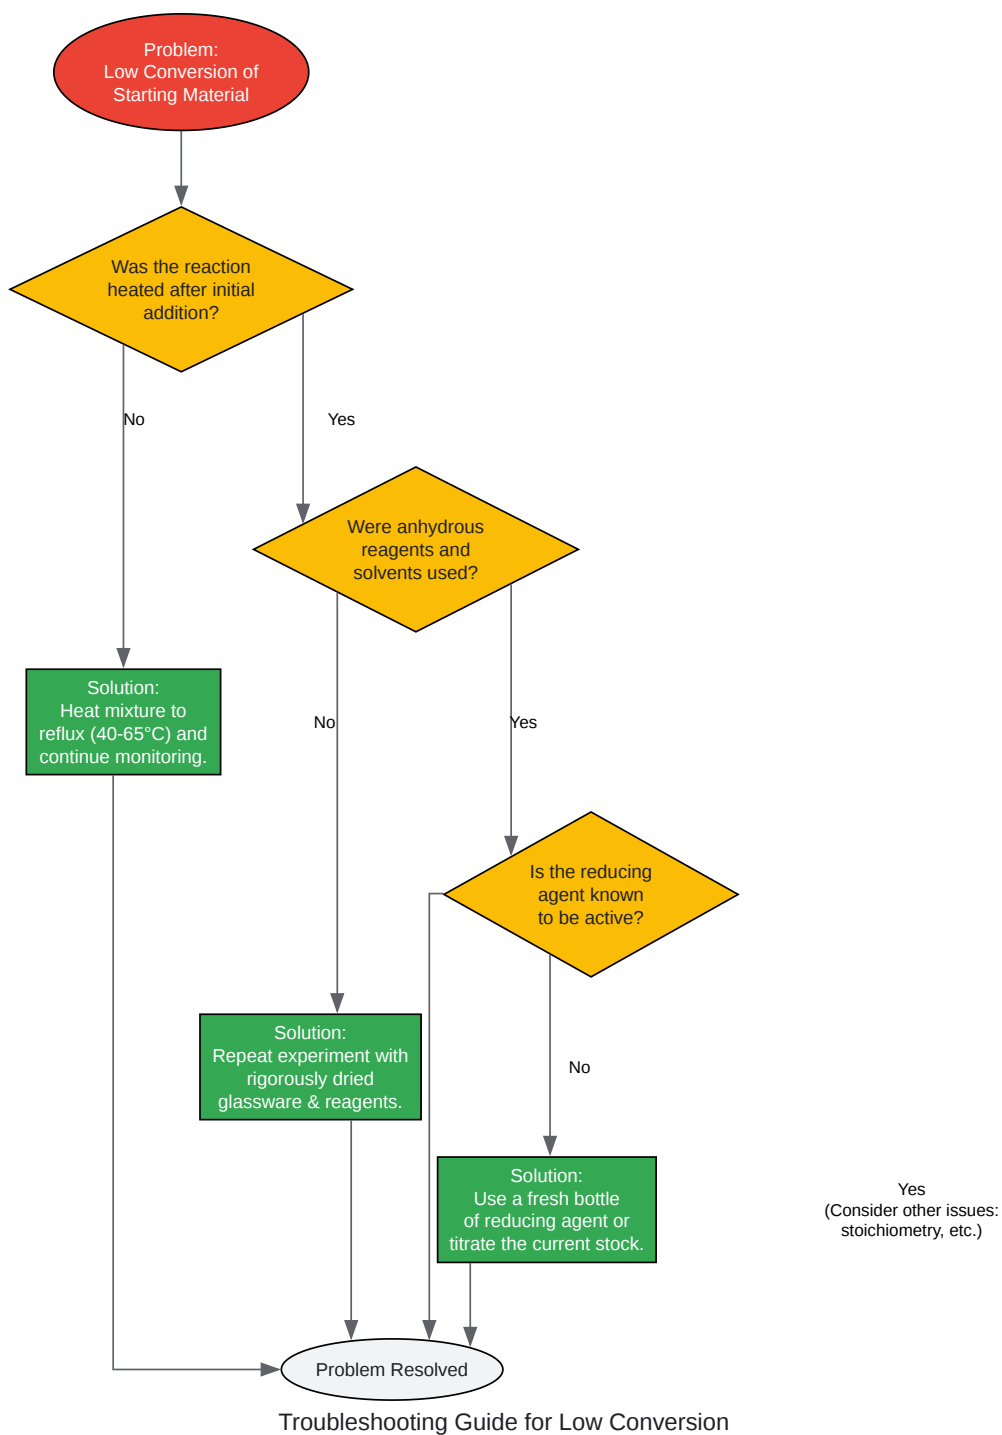 Problem:
Low Conversion of
Starting Material
Was the reaction
heated after initial
addition?
No
Yes
Were anhydrous
reagents and
solvents used?
Solution:
Heat mixture to
reflux (40-65°C) and
continue monitoring.
No
Yes
Is the reducing
agent known
to be active?
Solution:
Repeat experiment with
rigorously dried
glassware & reagents.
No
Solution:
Use a fresh bottle
of reducing agent or
titrate the current stock.
Yes
(Consider other issues:
stoichiometry, etc.)
Problem Resolved
Troubleshooting Guide for Low Conversion